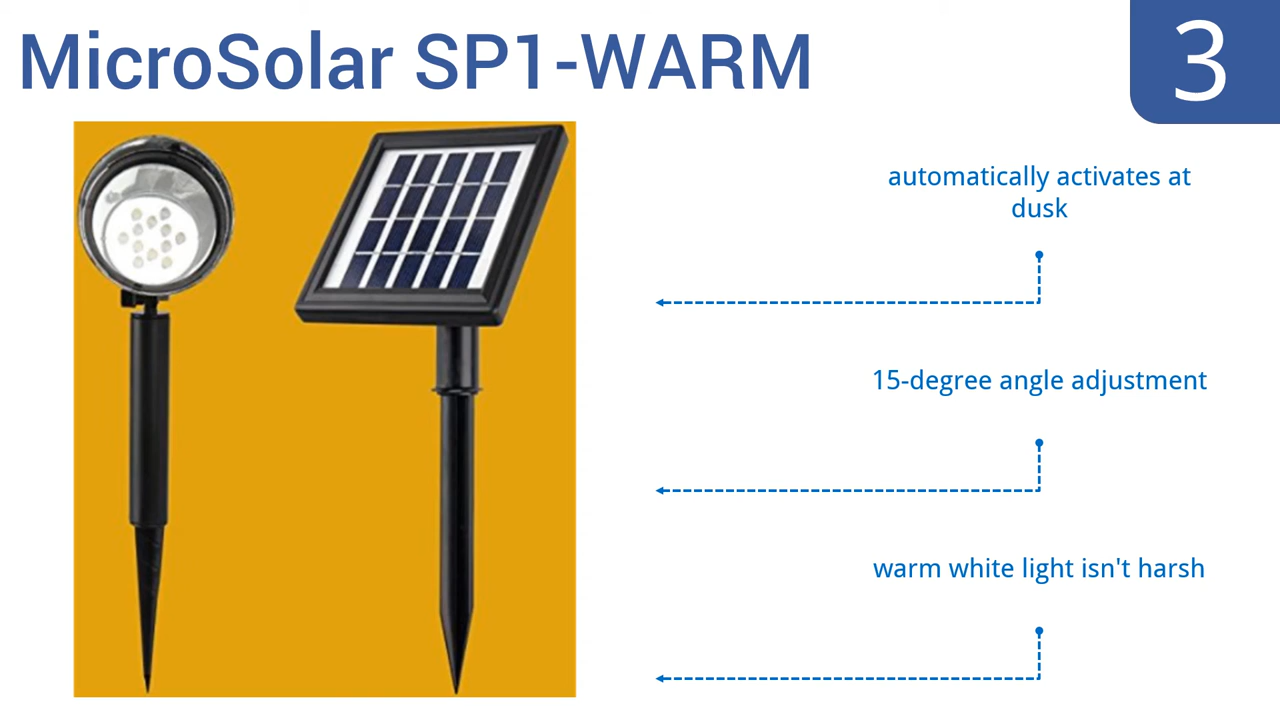 MicroSolar SP1-WARM
3
automatically activates at
dusk
15-degree angle adjustment
warm white light isn't harsh